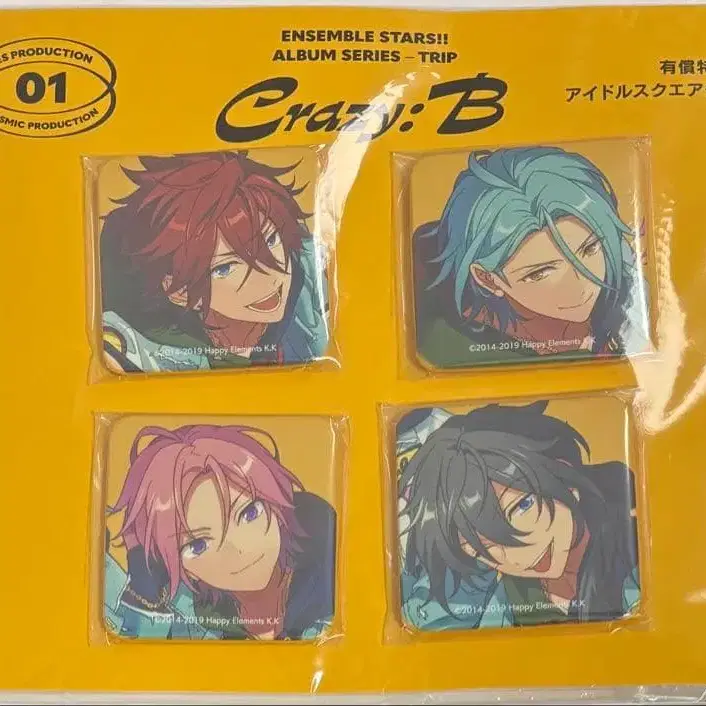 ENSEMBLE STARS!!
ALBUM SERIES – TRIP
Crazy:B
S PRODUCTION
01
SMIC PRODUCTION
有償特
アイドルスクエア
©2014-2019 Happy Elements K.K
©2014-2019 Happy Elements K.K
©2014-2019 Happy Elements K.K
©2014-2019 Happy Elements K.K